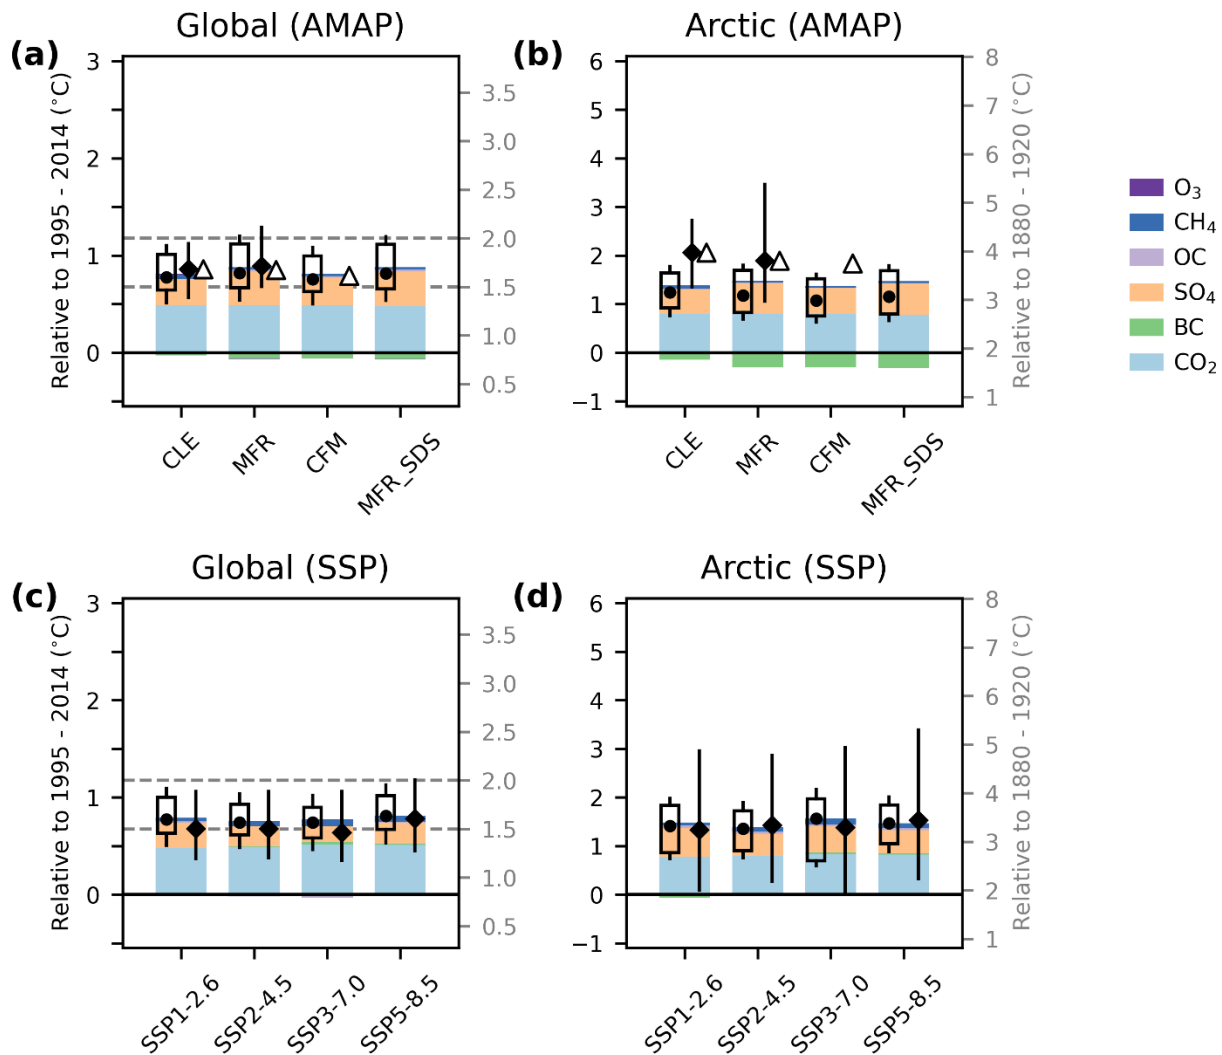 (a)
Global (AMAP)
Relative to 1995 - 2014 (°C)
3
2
1
0
3.5
3.0
2.5
2.0
1.5
1.0
0.5
CLE
MFR
CFM
MFR_SDS
(b)
Arctic (AMAP)
6
5
4
3
2
1
0
−1
8
7
6
5
4
3
2
1
Relative to 1880 - 1920 (°C)
CLE
MFR
CFM
MFR_SDS
O₃
CH₄
OC
SO₄
BC
CO₂
(c)
Global (SSP)
Relative to 1995 - 2014 (°C)
3
2
1
0
3.5
3.0
2.5
2.0
1.5
1.0
0.5
SSP1-2.6
SSP2-4.5
SSP3-7.0
SSP5-8.5
(d)
Arctic (SSP)
6
5
4
3
2
1
0
−1
8
7
6
5
4
3
2
1
Relative to 1880 - 1920 (°C)
SSP1-2.6
SSP2-4.5
SSP3-7.0
SSP5-8.5